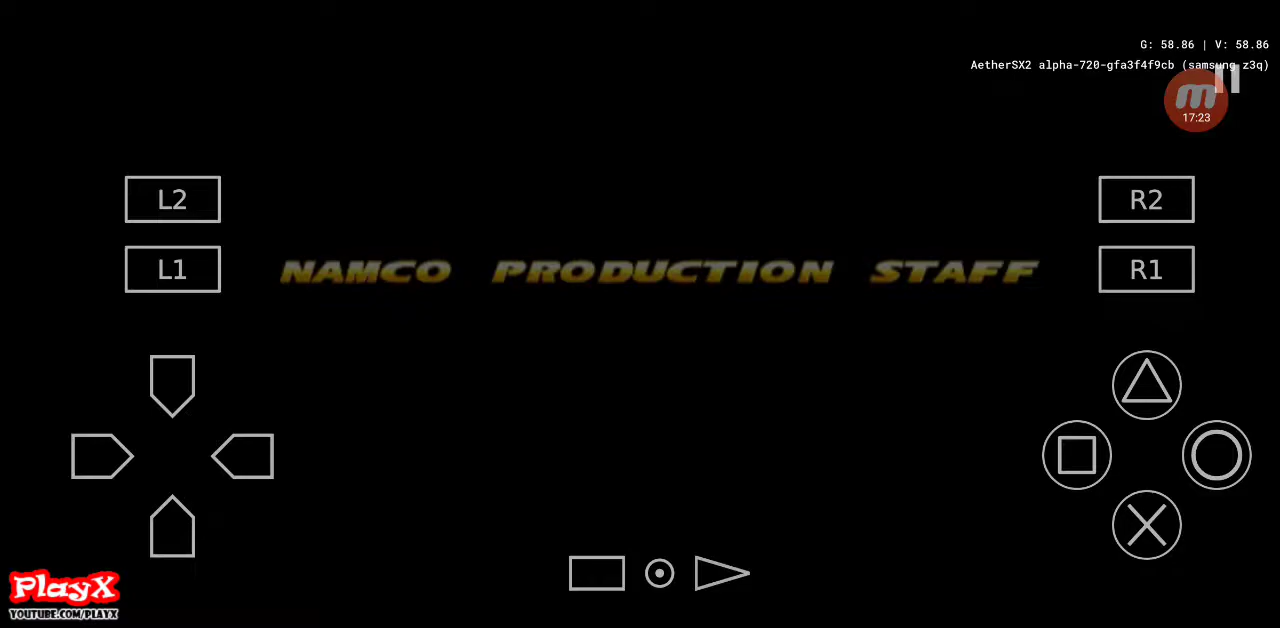 G: 58.86 | V: 58.86
AetherSX2 alpha-720-gfa3f4f9cb (samsung z3q)
17:23
L2
R2
L1
NAMCO PRODUCTION STAFF
R1
PlayX
YOUTUBE.COM/PLAYX